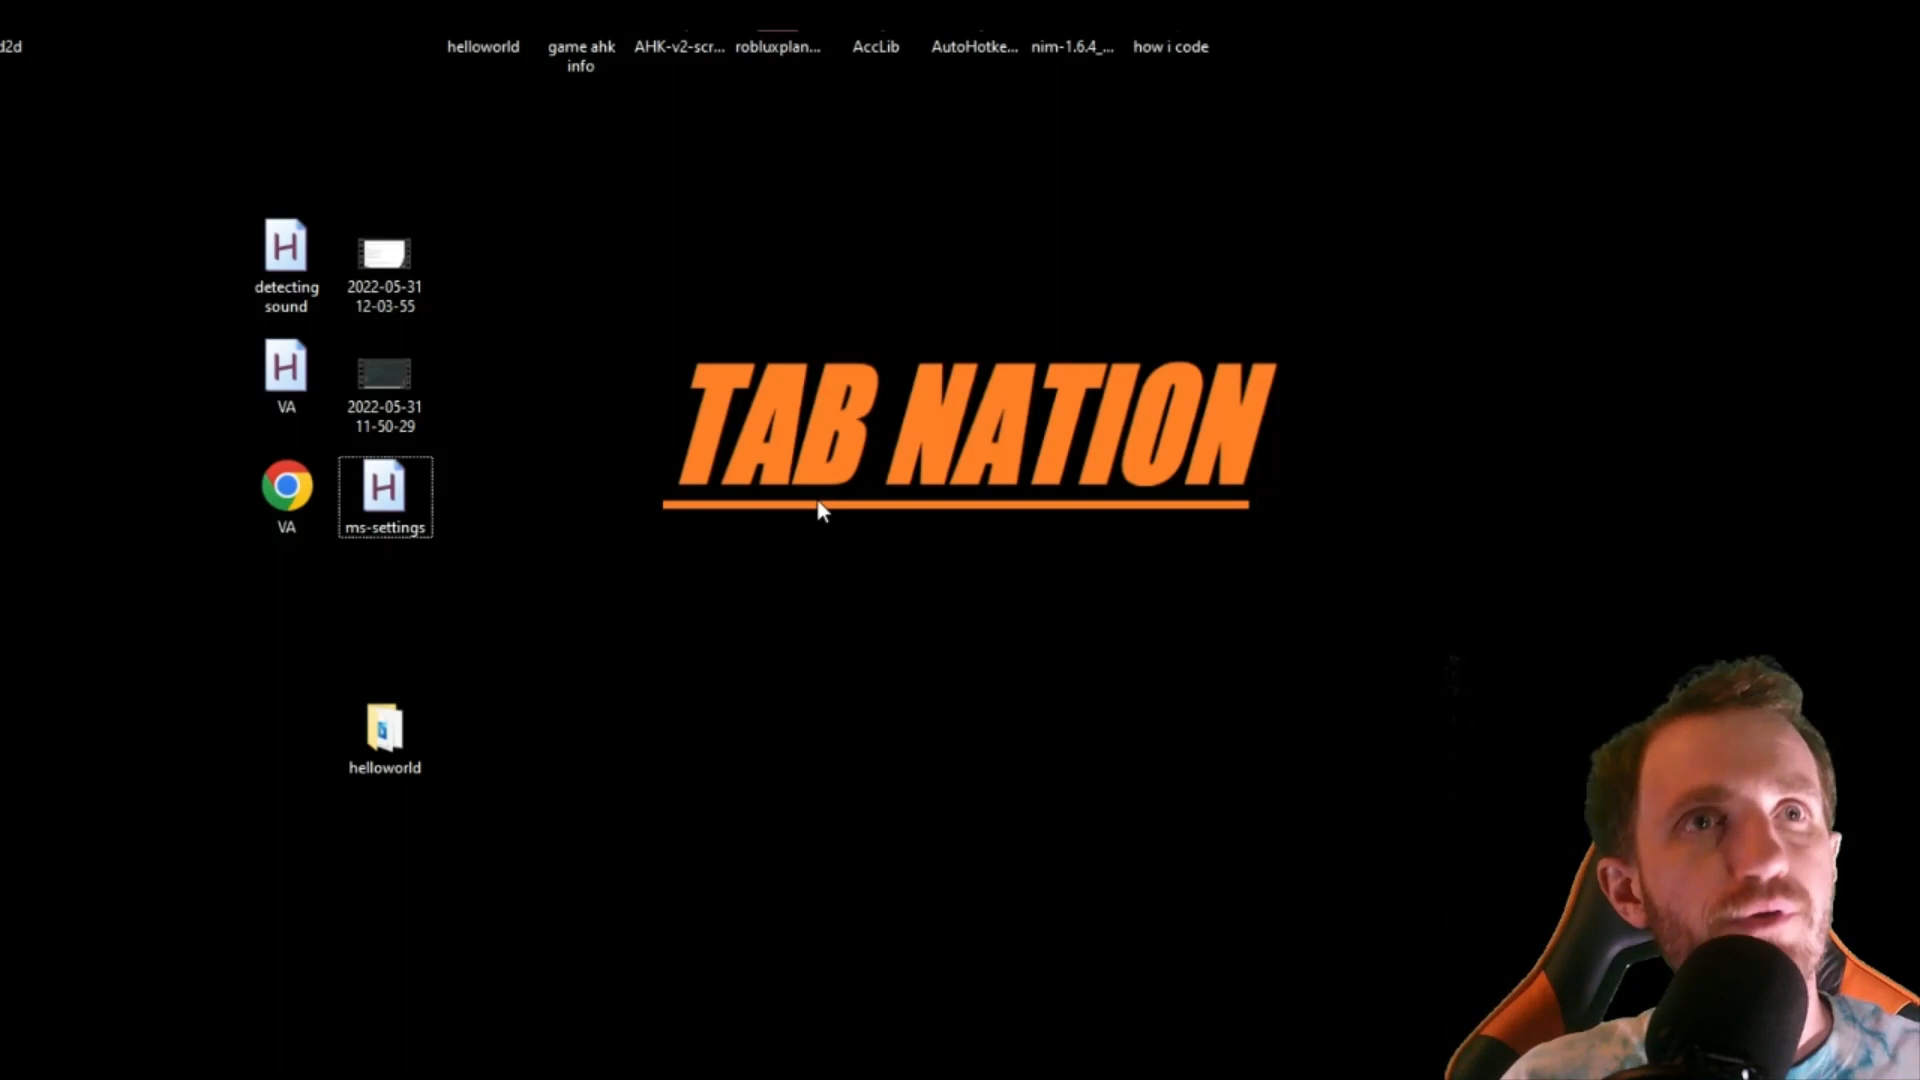 d2d
helloworld
game ahk
info
AHK-v2-scr...
robluxplan...
AccLib
AutoHotke...
nim-1.6.4_...
how i code
detecting
sound
2022-05-31
12-03-55
VA
2022-05-31
11-50-29
VA
ms-settings
TAB NATION
helloworld